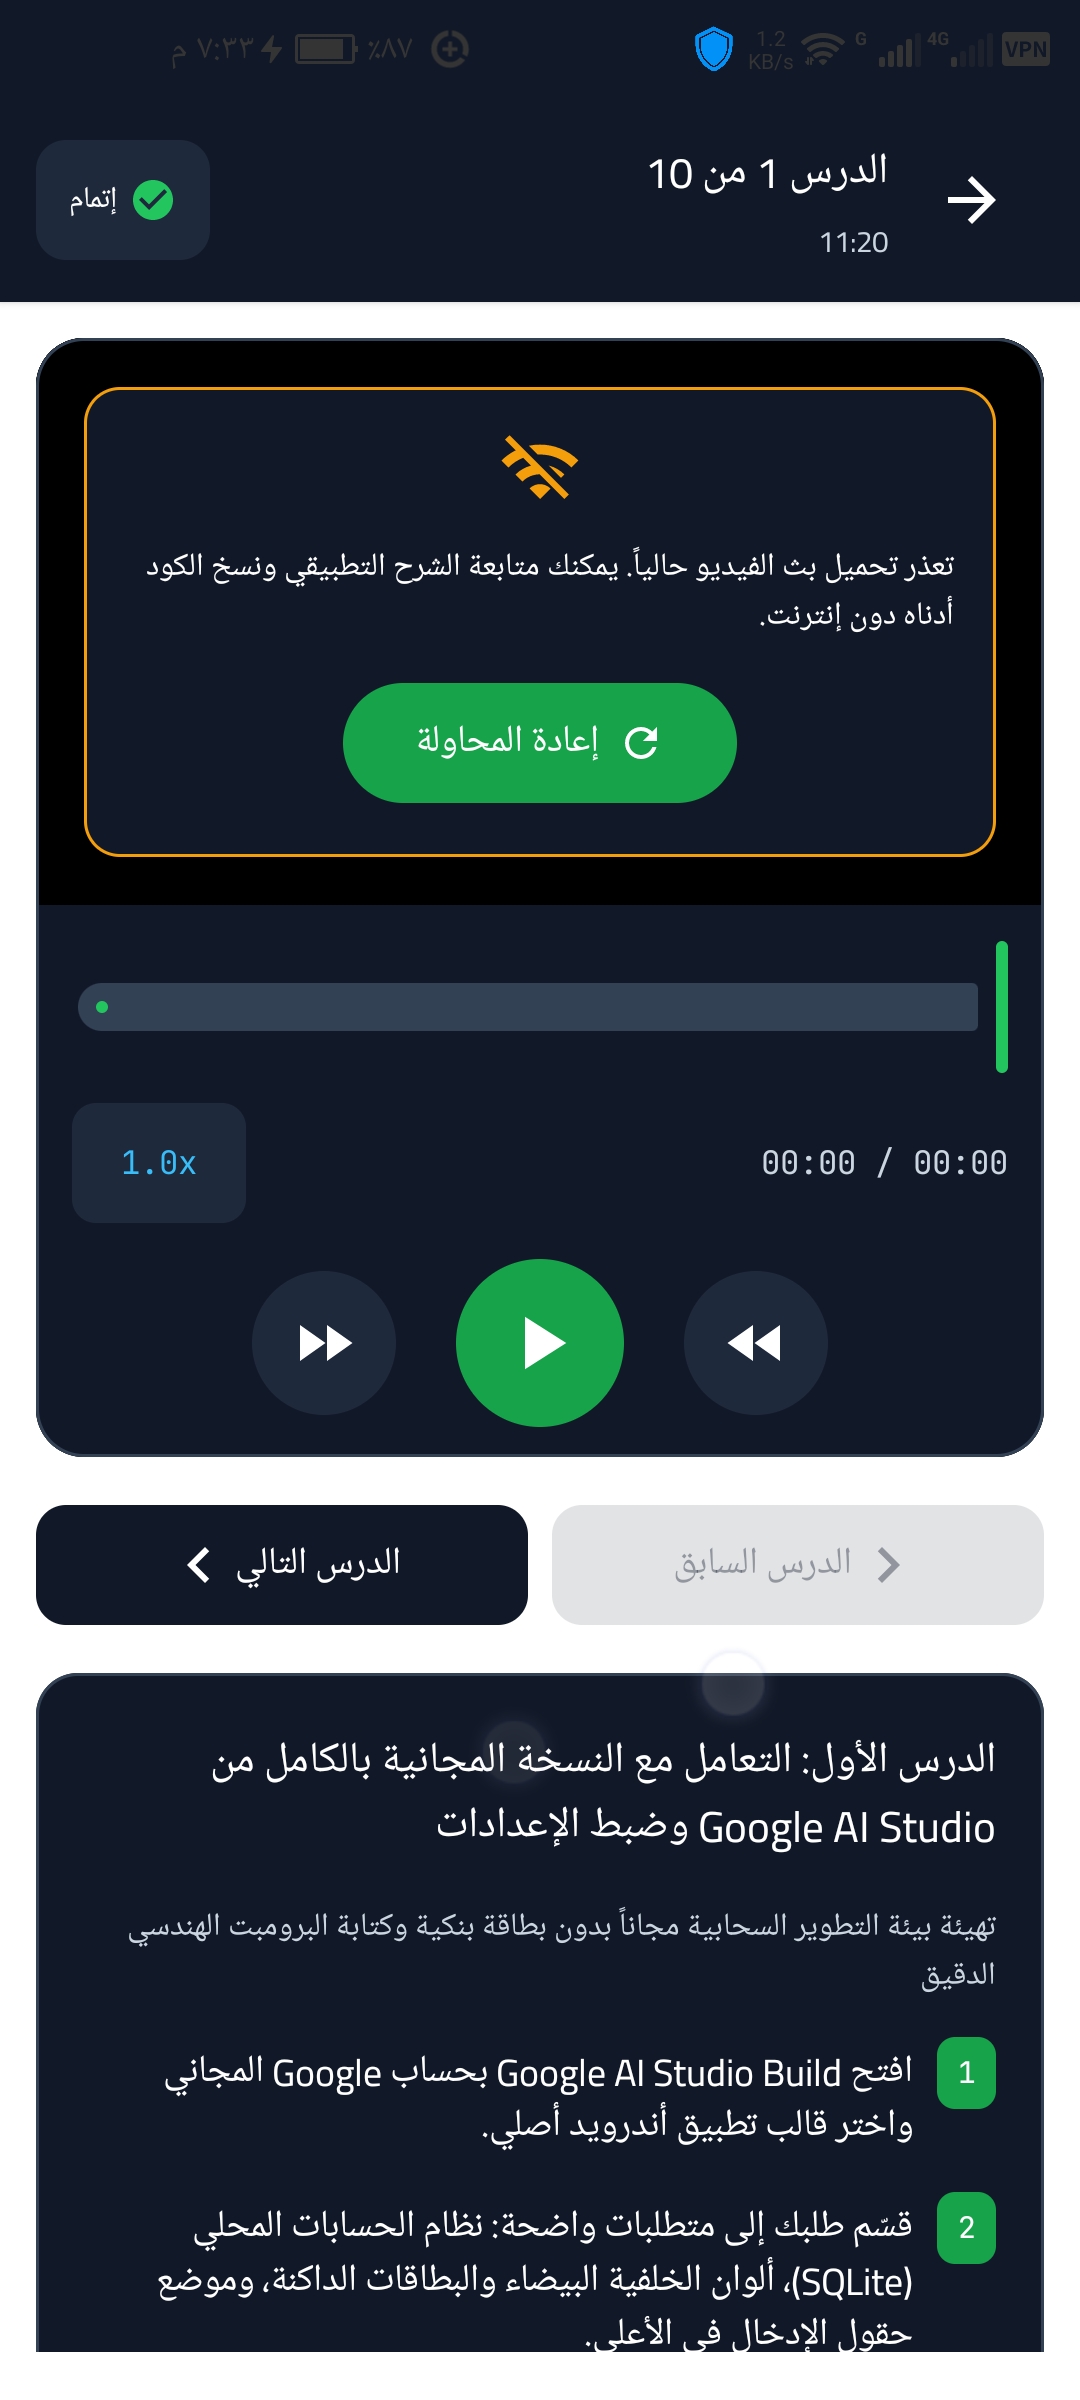 ٧:٣٣ م
٪٨٧
1.2
KB/s
G
4G
VPN
الدرس 1 من 10
11:20
إتمام
تعذر تحميل بث الفيديو حالياً. يمكنك متابعة الشرح التطبيقي ونسخ الكود
أدناه دون إنترنت.
إعادة المحاولة
00:00 / 00:00
1.0x
الدرس السابق
الدرس التالي
الدرس الأول: التعامل مع النسخة المجانية بالكامل من
Google AI Studio وضبط الإعدادات
تهيئة بيئة التطوير السحابية مجاناً بدون بطاقة بنكية وكتابة البرومبت الهندسي
الدقيق
1
افتح Google AI Studio Build بحساب Google المجاني
واختر قالب تطبيق أندرويد أصلي.
2
قسّم طلبك إلى متطلبات واضحة: نظام الحسابات المحلي
(SQLite)، ألوان الخلفية البيضاء والبطاقات الداكنة، وموضع
حقول الإدخال في الأعلى.